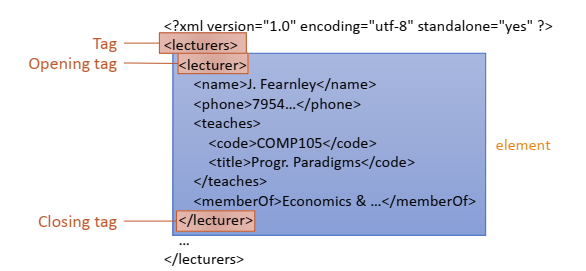 <?xml version="1.0" encoding="utf-8" standalone="yes" ?>
Tag
<lecturers>
Opening tag
<lecturer>
<name>J. Fearnley</name>
<phone>7954…</phone>
<teaches>
<code>COMP105</code>
element
<title>Progr. Paradigms</code>
</teaches>
<memberOf>Economics & …</memberOf>
Closing tag
</lecturer>
…
</lecturers>